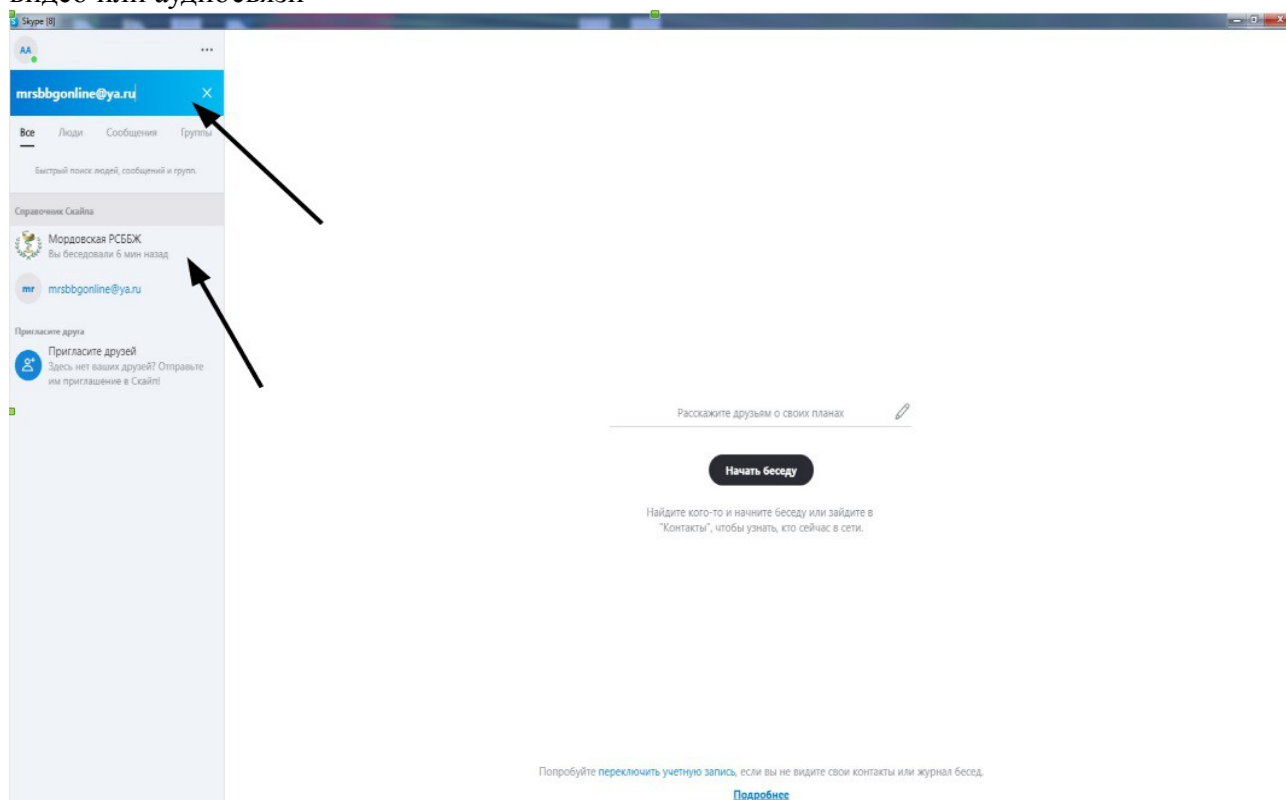 видео или аудиосвязи
Skype [8]
AA
mrsbbgonline@ya.ru
Все Люди Сообщения Группы
Быстрый поиск людей, сообщений и групп.
Справочник Скайпа
Мордовская РСББЖ
Вы беседовали 6 мин назад
mr mrsbbgonline@ya.ru
Пригласите друга
Пригласите друзей
Здесь нет ваших друзей? Отправьте
им приглашение в Скайп!
Расскажите друзьям о своих планах
Начать беседу
Найдите кого-то и начните беседу или зайдите в
"Контакты", чтобы узнать, кто сейчас в сети.
Попробуйте переключить учетную запись, если вы не видите свои контакты или журнал бесед.
Подробнее